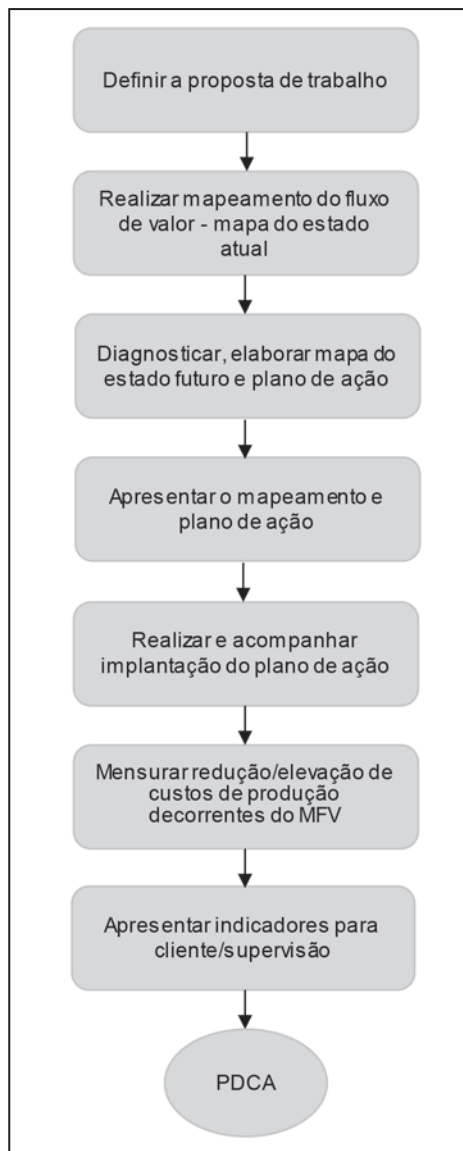 Definir a proposta de trabalho
Realizar mapeamento do fluxo
de valor - mapa do estado
atual
Diagnosticar, elaborar mapa do
estado futuro e plano de ação
Apresentar o mapeamento e
plano de ação
Realizar e acompanhar
implantação do plano de ação
Mensurar redução/elevação de
custos de produção
decorrentes do MFV
Apresentar indicadores para
cliente/supervisão
PDCA